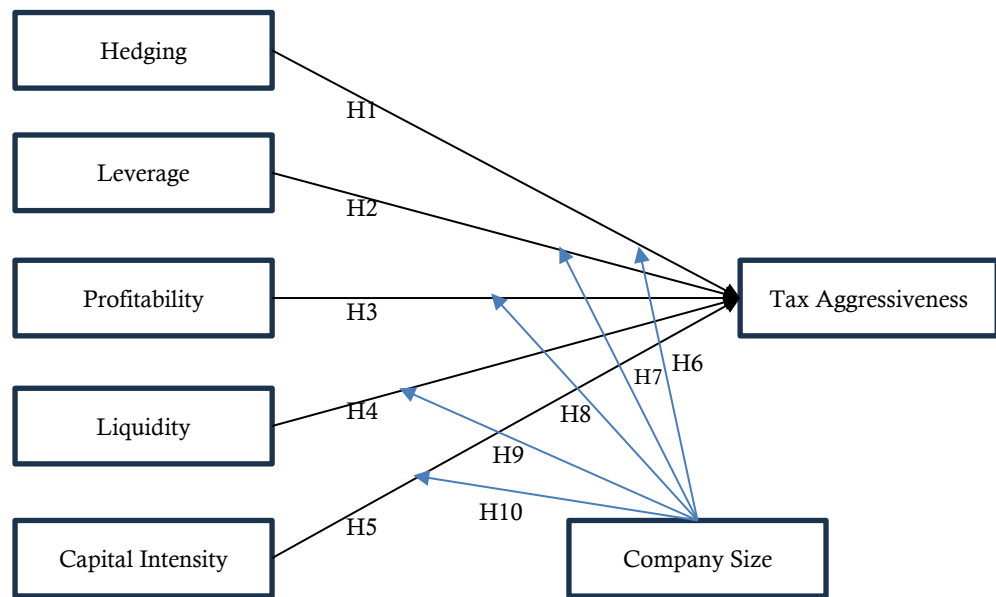 Hedging
H1
Leverage
H2
Profitability
Tax Aggressiveness
H3
H6
H7
H8
Liquidity
H4
H9
H10
H5
Capital Intensity
Company Size